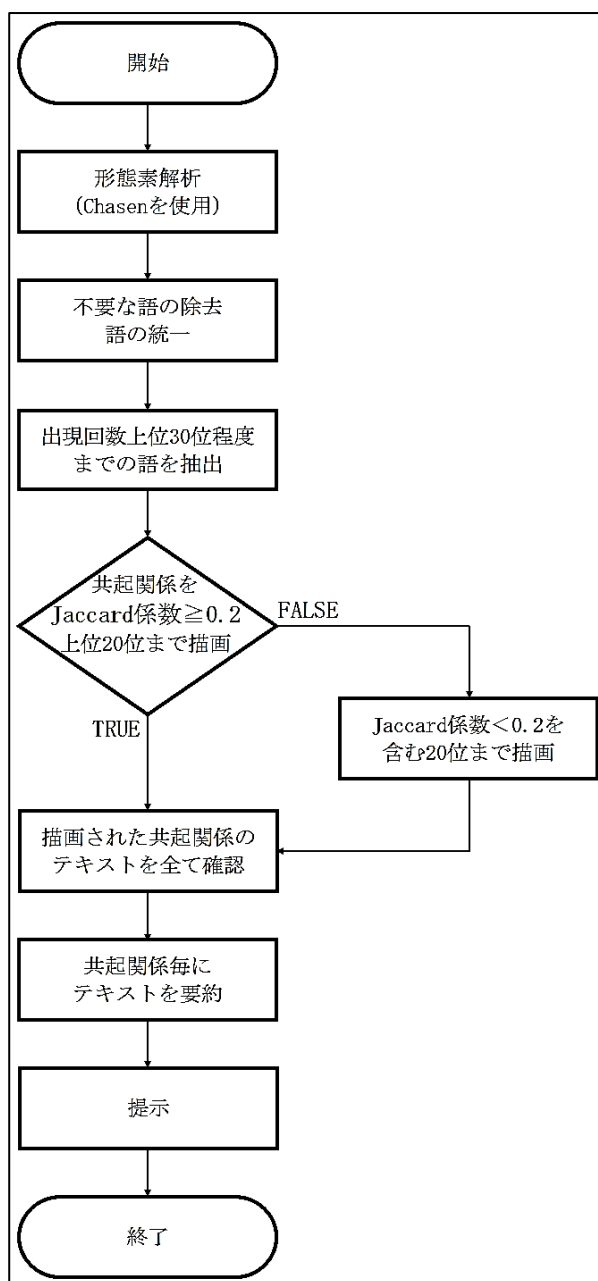 開始
形態素解析
(Chasenを使用)
不要な語の除去
語の統一
出現回数上位30位程度
までの語を抽出
共起関係を
Jaccard係数≧0.2
上位20位まで描画
FALSE
TRUE
Jaccard係数＜0.2を
含む20位まで描画
描画された共起関係の
テキストを全て確認
共起関係毎に
テキストを要約
提示
終了